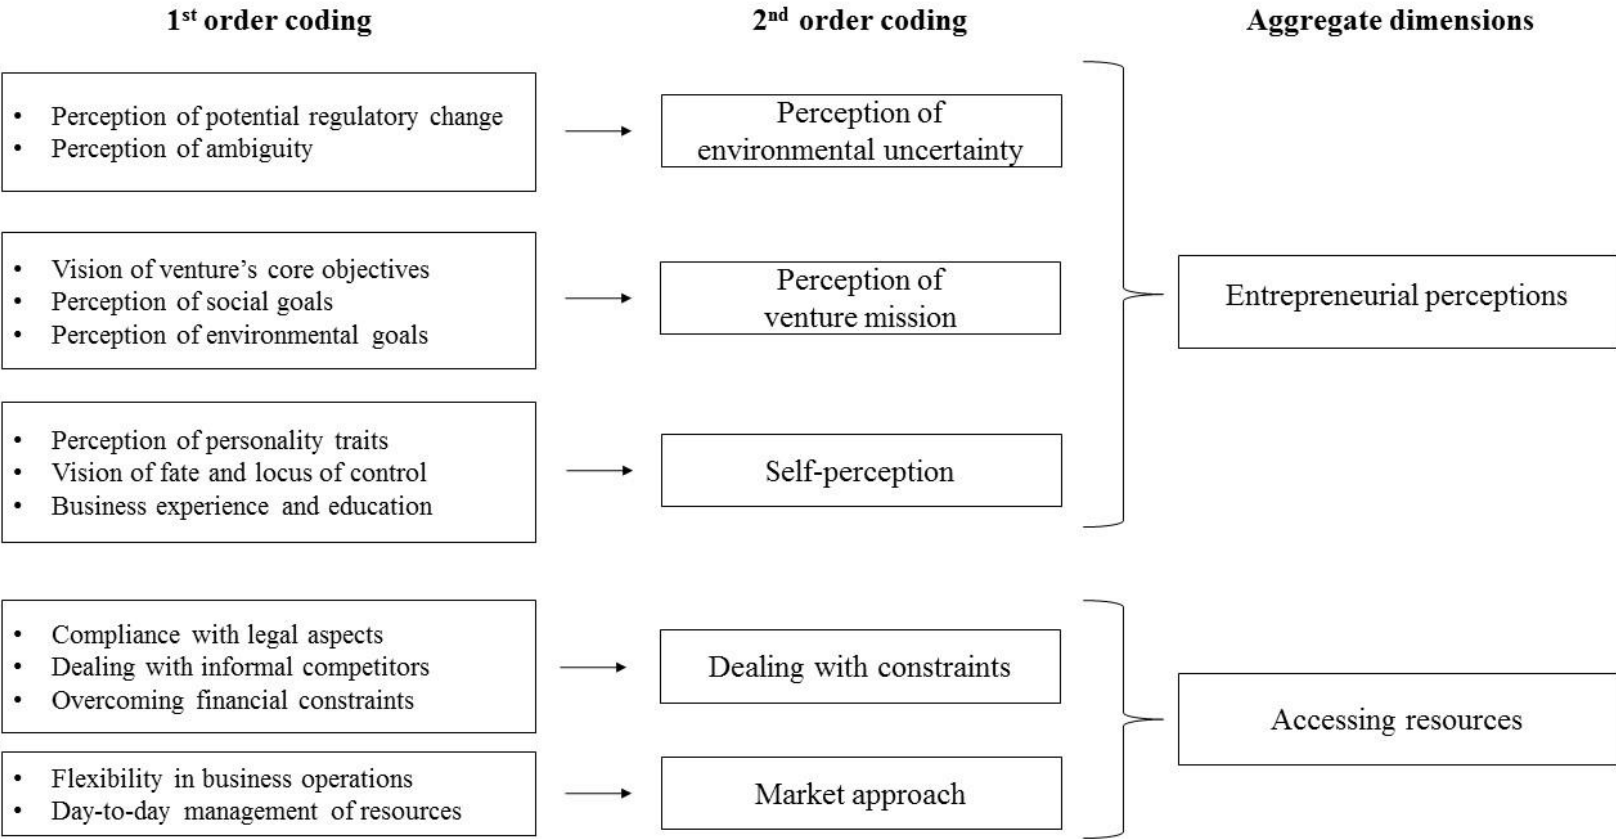 1st order coding
2nd order coding
Aggregate dimensions
• Perception of potential regulatory change
• Perception of ambiguity
Perception of
environmental uncertainty
• Vision of venture’s core objectives
• Perception of social goals
• Perception of environmental goals
Perception of
venture mission
Entrepreneurial perceptions
• Perception of personality traits
• Vision of fate and locus of control
• Business experience and education
Self-perception
• Compliance with legal aspects
• Dealing with informal competitors
• Overcoming financial constraints
Dealing with constraints
Accessing resources
• Flexibility in business operations
• Day-to-day management of resources
Market approach